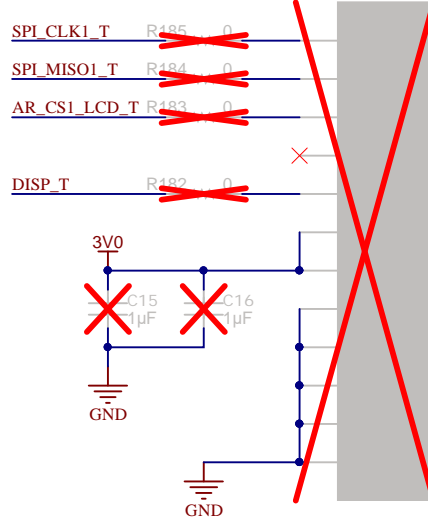 SPI_CLK1_T R185 0
SPI_MISO1_T R184 0
AR_CS1_LCD_T R183 0
DISP_T R182 0
3V0
C15 C16
1µF 1µF
GND
GND